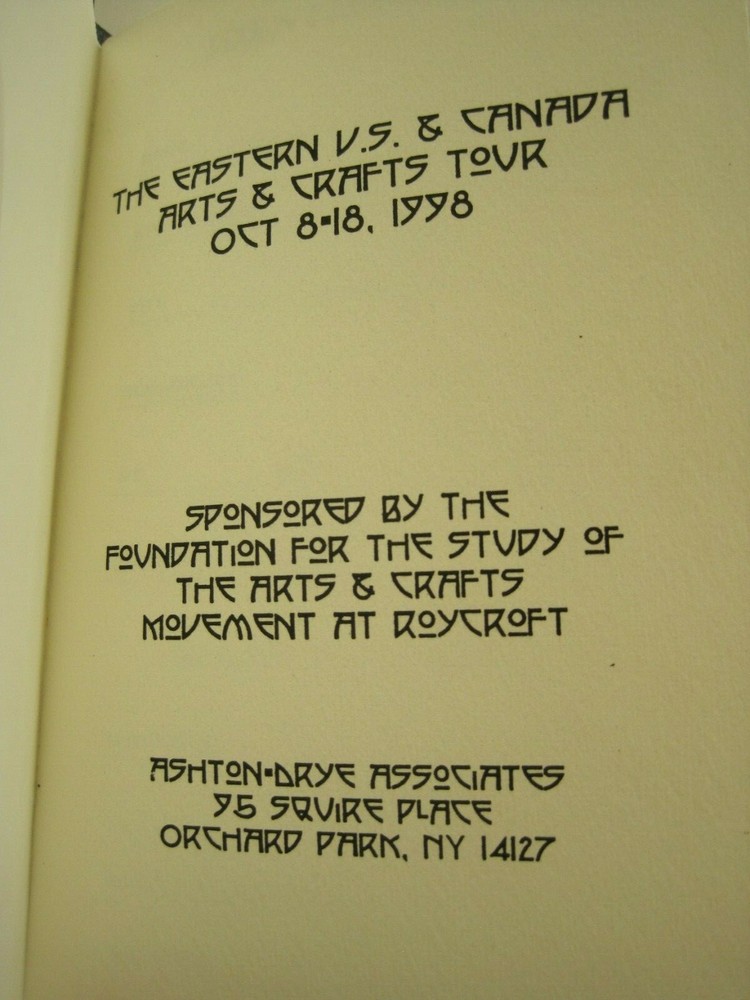 THE EASTERN U.S. & CANADA
ARTS & CRAFTS TOUR
OCT 8-18, 1998
SPONSORED BY THE
FOUNDATION FOR THE STUDY OF
THE ARTS & CRAFTS
MOVEMENT AT ROYCROFT
ASHTON-DRYE ASSOCIATES
95 SQUIRE PLACE
ORCHARD PARK, NY 14127